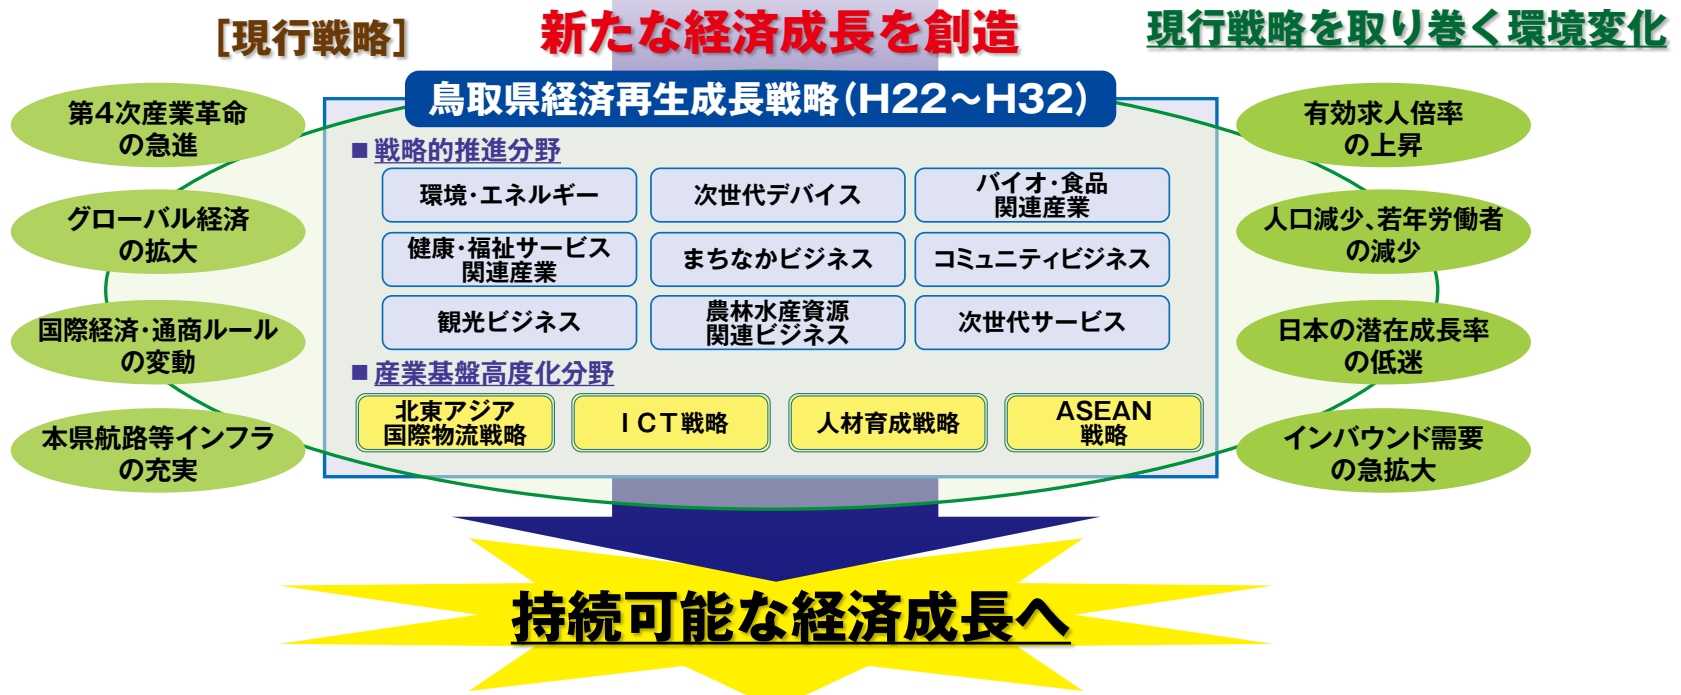 [現行戦略]
新たな経済成長を創造
現行戦略を取り巻く環境変化
鳥取県経済再生成長戦略(H22～H32)
第4次産業革命
の急進
グローバル経済
の拡大
国際経済・通商ルール
の変動
本県航路等インフラ
の充実
■ 戦略的推進分野
環境・エネルギー
次世代デバイス
バイオ・食品
関連産業
健康・福祉サービス
関連産業
まちなかビジネス
コミュニティビジネス
観光ビジネス
農林水産資源
関連ビジネス
次世代サービス
■ 産業基盤高度化分野
北東アジア
国際物流戦略
ICT戦略
人材育成戦略
ASEAN
戦略
有効求人倍率
の上昇
人口減少、若年労働者
の減少
日本の潜在成長率
の低迷
インバウンド需要
の急拡大
持続可能な経済成長へ